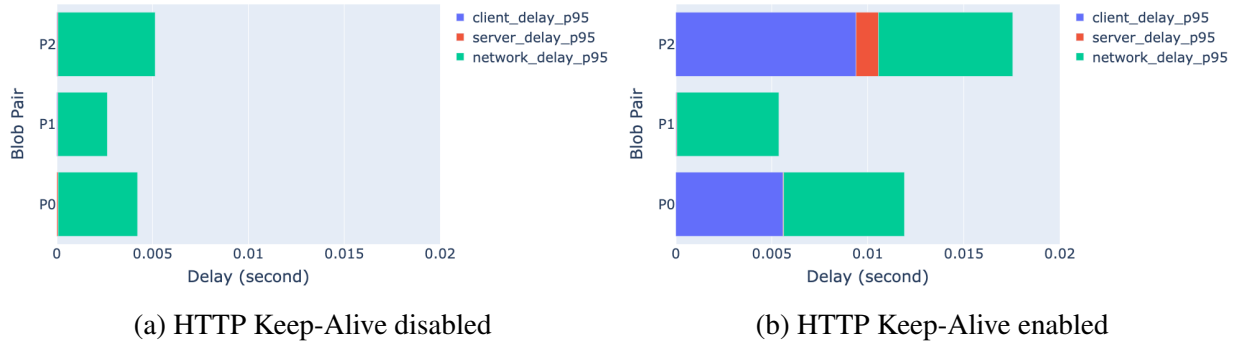 P2
P1
P0
Blob Pair
0 0.005 0.01 0.015 0.02
Delay (second)
client_delay_p95
server_delay_p95
network_delay_p95
(a) HTTP Keep-Alive disabled
P2
P1
P0
Blob Pair
0 0.005 0.01 0.015 0.02
Delay (second)
client_delay_p95
server_delay_p95
network_delay_p95
(b) HTTP Keep-Alive enabled